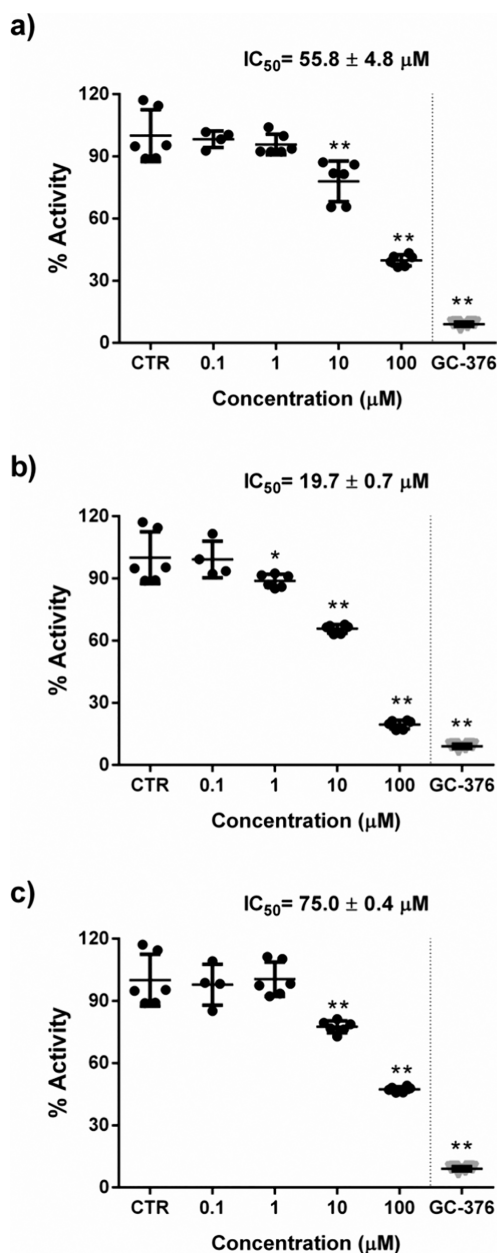 a)
IC50= 55.8 ± 4.8 μM
120
90
60
30
0
% Activity
**
**
**
CTR 0.1 1 10 100 GC-376
Concentration (μM)
b)
IC50= 19.7 ± 0.7 μM
120
90
60
30
0
% Activity
*
**
**
**
CTR 0.1 1 10 100 GC-376
Concentration (μM)
c)
IC50= 75.0 ± 0.4 μM
120
90
60
30
0
% Activity
**
**
**
CTR 0.1 1 10 100 GC-376
Concentration (μM)